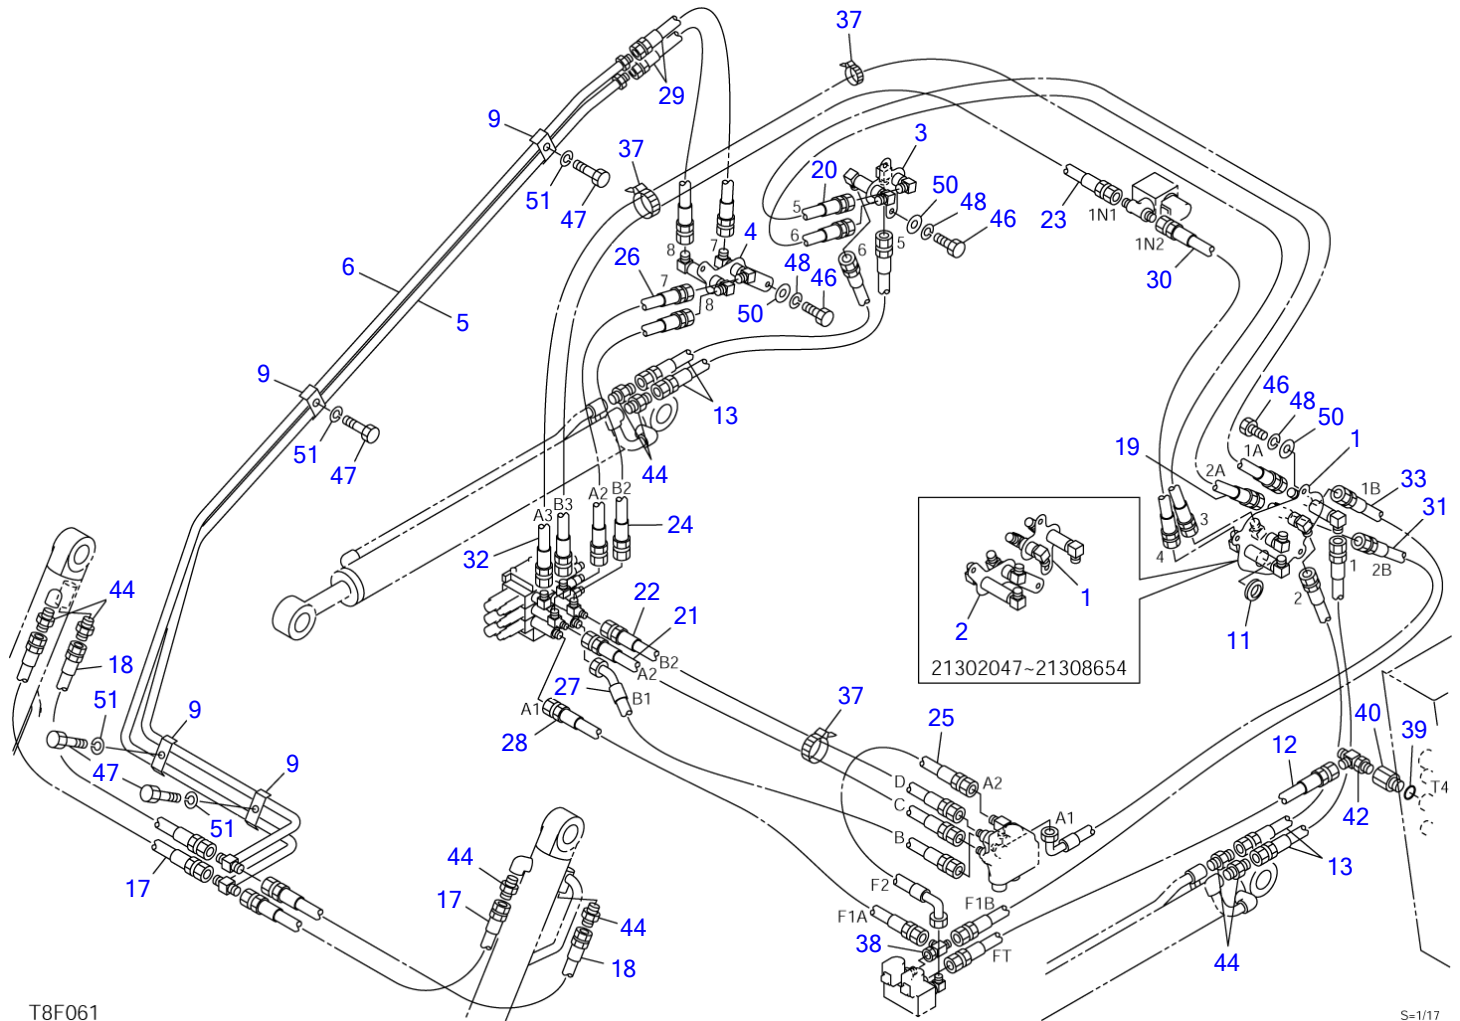 37
29
9
3
37
20
50
48
46
5
51
47
23
1N1
1N2
6
5
4
8
7
6
26
7
48
46
30
6
8
50
5
9
13
46
48
50
51
47
44
1
19
1A
2A
1B
33
31
A3
B3
A2
B2
24
3
4
32
1
2B
44
22
1
2
21
2
11
18
B2
A2
21302047~21308654
27
B1
51
9
A1
37
25
40
39
28
9
12
47
D
A2
T4
C
A1
51
42
B
44
13
17
F2
17
F1B
F1A
44
38
FT
18
44
T8F061
S=1/17